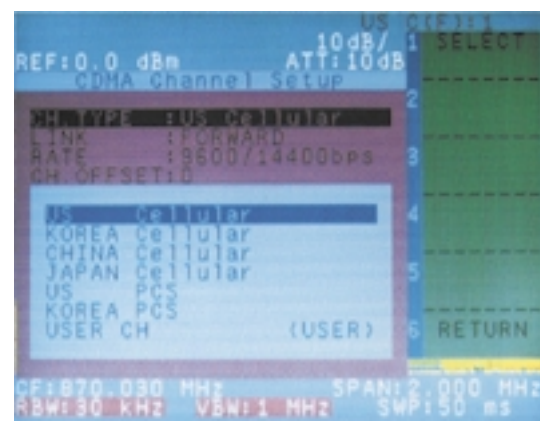 US C(F):1
10dB/ 1 SELECT
REF:0.0 dBm ATT:10dB
CDMA Channel Setup
2
CH.TYPE :US Cellular
LINK :FORWARD
RATE :9600/14400bps 3
CH.OFFSET:0
US Cellular 4
KOREA Cellular
CHINA Cellular
JAPAN Cellular 5
US PCS
KOREA PCS
USER CH (USER) 6 RETURN
CF:870.030 MHz SPAN:2.000 MHz
RBW:30 KHz VBW:1 MHz SWP:50 ms